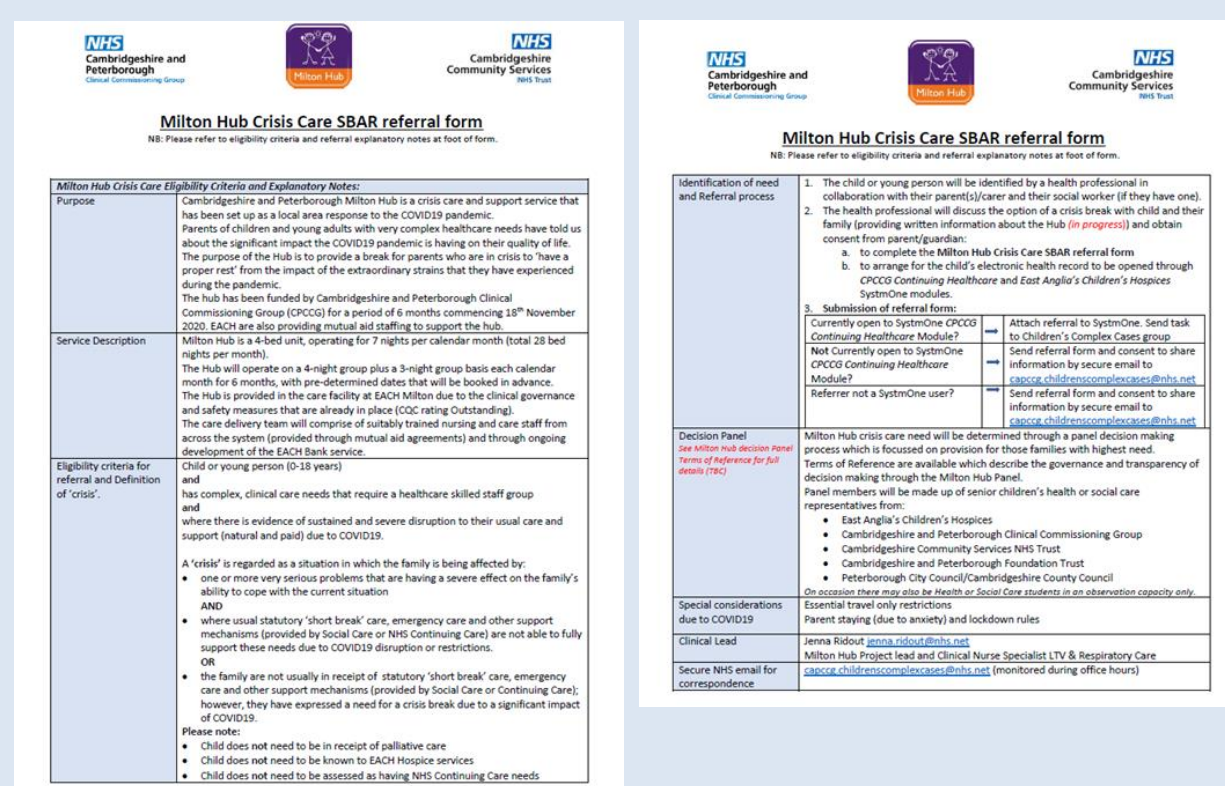 NHS
Cambridgeshire and
Peterborough
Clinical Commissioning Group
Milton Hub
NHS
Cambridgeshire
Community Services
NHS Trust
Milton Hub Crisis Care SBAR referral form
NB: Please refer to eligibility criteria and referral explanatory notes at foot of form.
Milton Hub Crisis Care Eligibility Criteria and Explanatory Notes:
Purpose
Cambridgeshire and Peterborough Milton Hub is a crisis care and support service that
has been set up as a local area response to the COVID19 pandemic.
Parents of children and young adults with very complex healthcare needs have told us
about the significant impact the COVID19 pandemic is having on their quality of life.
The purpose of the Hub is to provide a break for parents who are in crisis to 'have a
proper rest' from the impact of the extraordinary strains that they have experienced
during the pandemic.
The hub has been funded by Cambridgeshire and Peterborough Clinical
Commissioning Group (CPCCG) for a period of 6 months commencing 18th November
2020. EACH are also providing mutual aid staffing to support the hub.
Service Description
Milton Hub is a 4-bed unit, operating for 7 nights per calendar month (total 28 bed
nights per month).
The Hub will operate on a 4-night group plus a 3-night group basis each calendar
month for 6 months, with pre-determined dates that will be booked in advance.
The Hub is provided in the care facility at EACH Milton due to the clinical governance
and safety measures that are already in place (CQC rating Outstanding).
The care delivery team will comprise of suitably trained nursing and care staff from
across the system (provided through mutual aid agreements) and through ongoing
development of the EACH Bank service.
Eligibility criteria for
referral and Definition
of 'crisis'.
Child or young person (0-18 years)
and
has complex, clinical care needs that require a healthcare skilled staff group
and
where there is evidence of sustained and severe disruption to their usual care and
support (natural and paid) due to COVID19.
A 'crisis' is regarded as a situation in which the family is being affected by:
• one or more very serious problems that are having a severe effect on the family's
ability to cope with the current situation
AND
• where usual statutory 'short break' care, emergency care and other support
mechanisms (provided by Social Care or NHS Continuing Care) are not able to fully
support these needs due to COVID19 disruption or restrictions.
OR
• the family are not usually in receipt of statutory 'short break' care, emergency
care and other support mechanisms (provided by Social Care or Continuing Care);
however, they have expressed a need for a crisis break due to a significant impact
of COVID19.
Please note:
• Child does not need to be in receipt of palliative care
• Child does not need to be known to EACH Hospice services
• Child does not need to be assessed as having NHS Continuing Care needs
NHS
Cambridgeshire and
Peterborough
Clinical Commissioning Group
Milton Hub
NHS
Cambridgeshire
Community Services
NHS Trust
Milton Hub Crisis Care SBAR referral form
NB: Please refer to eligibility criteria and referral explanatory notes at foot of form.
Identification of need
and Referral process
1. The child or young person will be identified by a health professional in
collaboration with their parent(s)/carer and their social worker (if they have one).
2. The health professional will discuss the option of a crisis break with child and their
family (providing written information about the Hub (in progress)) and obtain
consent from parent/guardian:
a. to complete the Milton Hub Crisis Care SBAR referral form
b. to arrange for the child's electronic health record to be opened through
CPCCG Continuing Healthcare and East Anglia's Children's Hospices
SystmOne modules.
3. Submission of referral form:
Currently open to SystmOne CPCCG
Continuing Healthcare Module?
Attach referral to SystmOne. Send task
to Children's Complex Cases group
Not Currently open to SystmOne
CPCCG Continuing Healthcare
Module?
Send referral form and consent to share
information by secure email to
capccg.childrenscomplexcases@nhs.net
Referrer not a SystmOne user?
Send referral form and consent to share
information by secure email to
capccg.childrenscomplexcases@nhs.net
Decision Panel
See Milton Hub decision Panel
Terms of Reference for full
details (TBC)
Milton Hub crisis care need will be determined through a panel decision making
process which is focussed on provision for those families with highest need.
Terms of Reference are available which describe the governance and transparency of
decision making through the Milton Hub Panel.
Panel members will be made up of senior children's health or social care
representatives from:
• East Anglia's Children's Hospices
• Cambridgeshire and Peterborough Clinical Commissioning Group
• Cambridgeshire Community Services NHS Trust
• Cambridgeshire and Peterborough Foundation Trust
• Peterborough City Council/Cambridgeshire County Council
On occasion there may also be Health or Social Care students in an observation capacity only.
Special considerations
due to COVID19
Essential travel only restrictions
Parent staying (due to anxiety) and lockdown rules
Clinical Lead
Jenna Ridout jenna.ridout@nhs.net
Milton Hub Project lead and Clinical Nurse Specialist LTV & Respiratory Care
Secure NHS email for
correspondence
capccg.childrenscomplexcases@nhs.net (monitored during office hours)